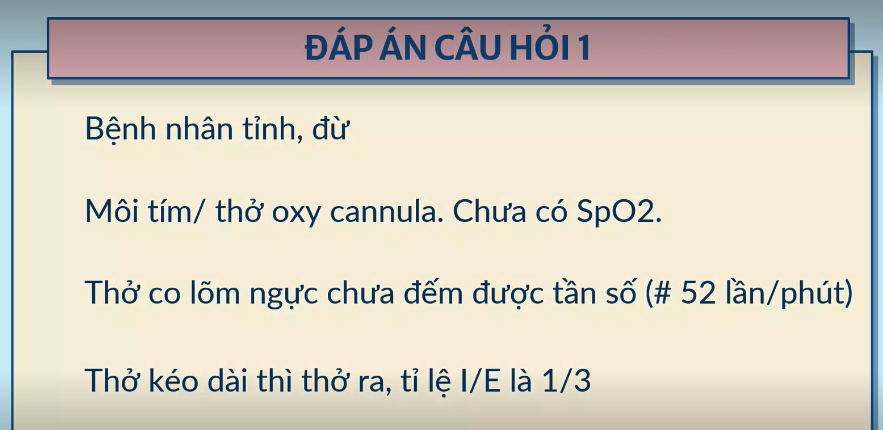 ĐÁP ÁN CÂU HỎI 1
Bệnh nhân tỉnh, đừ
Môi tím/ thở oxy cannula. Chưa có SpO2.
Thở co lõm ngực chưa đếm được tần số (# 52 lần/phút)
Thở kéo dài thì thở ra, tỉ lệ I/E là 1/3